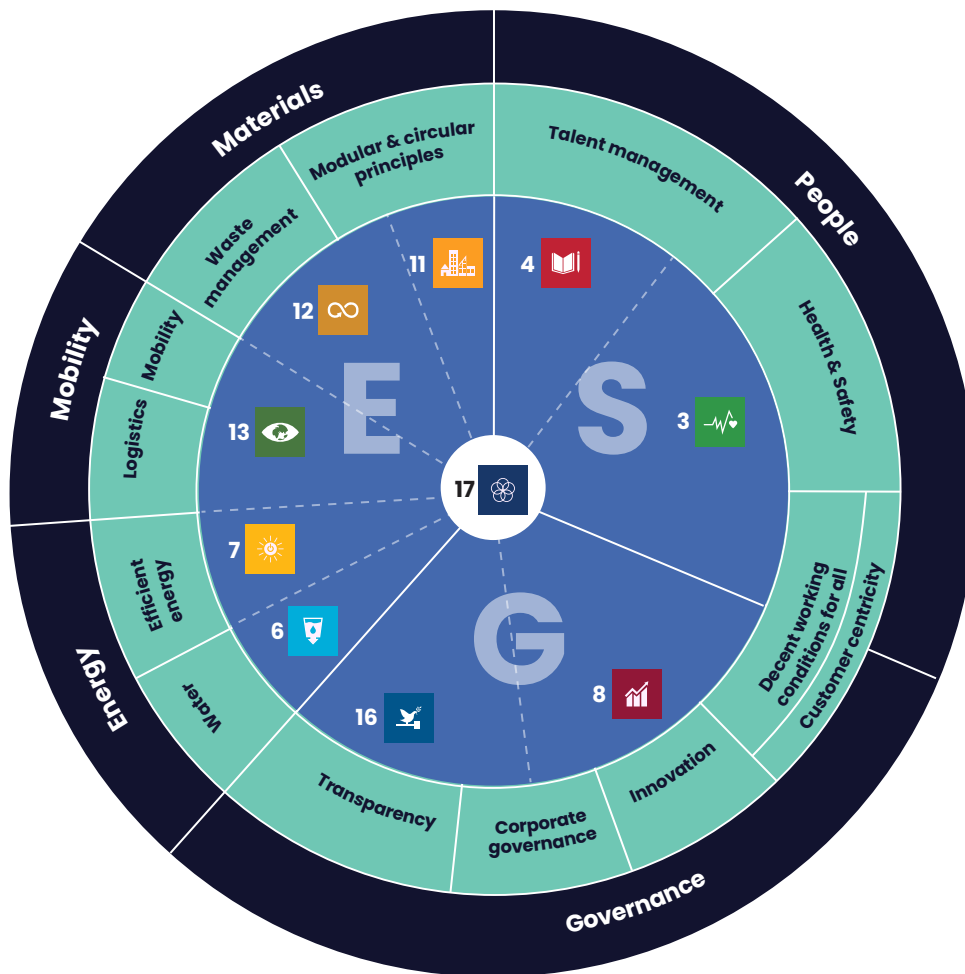 Materials
People
Mobility
Energy
Governance
Modular & circular
principles
Talent management
Waste
management
Health & Safety
Mobility
Logistics
Efficient
energy
Water
Transparency
Corporate
governance
Innovation
Decent working
conditions for all
Customer centricity
11
4
12
E
S
3
13
17
7
6
G
16
8